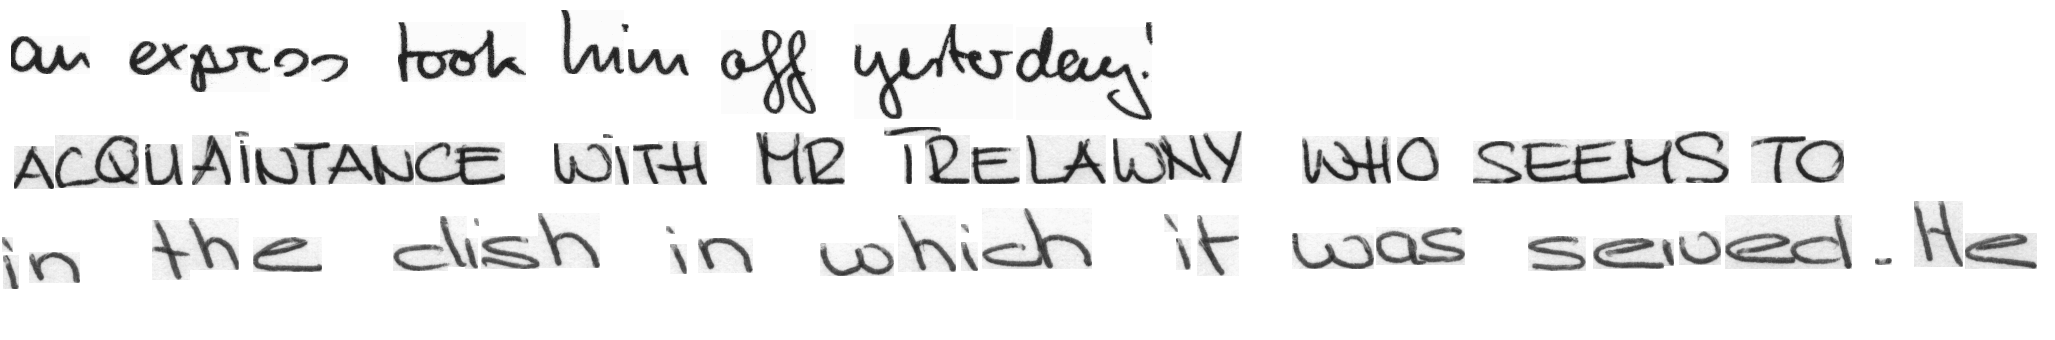 an express took him off yesterday!
ACQUAINTANCE WITH MR TRELAWNY WHO SEEMS TO
in the dish in which it was served. He